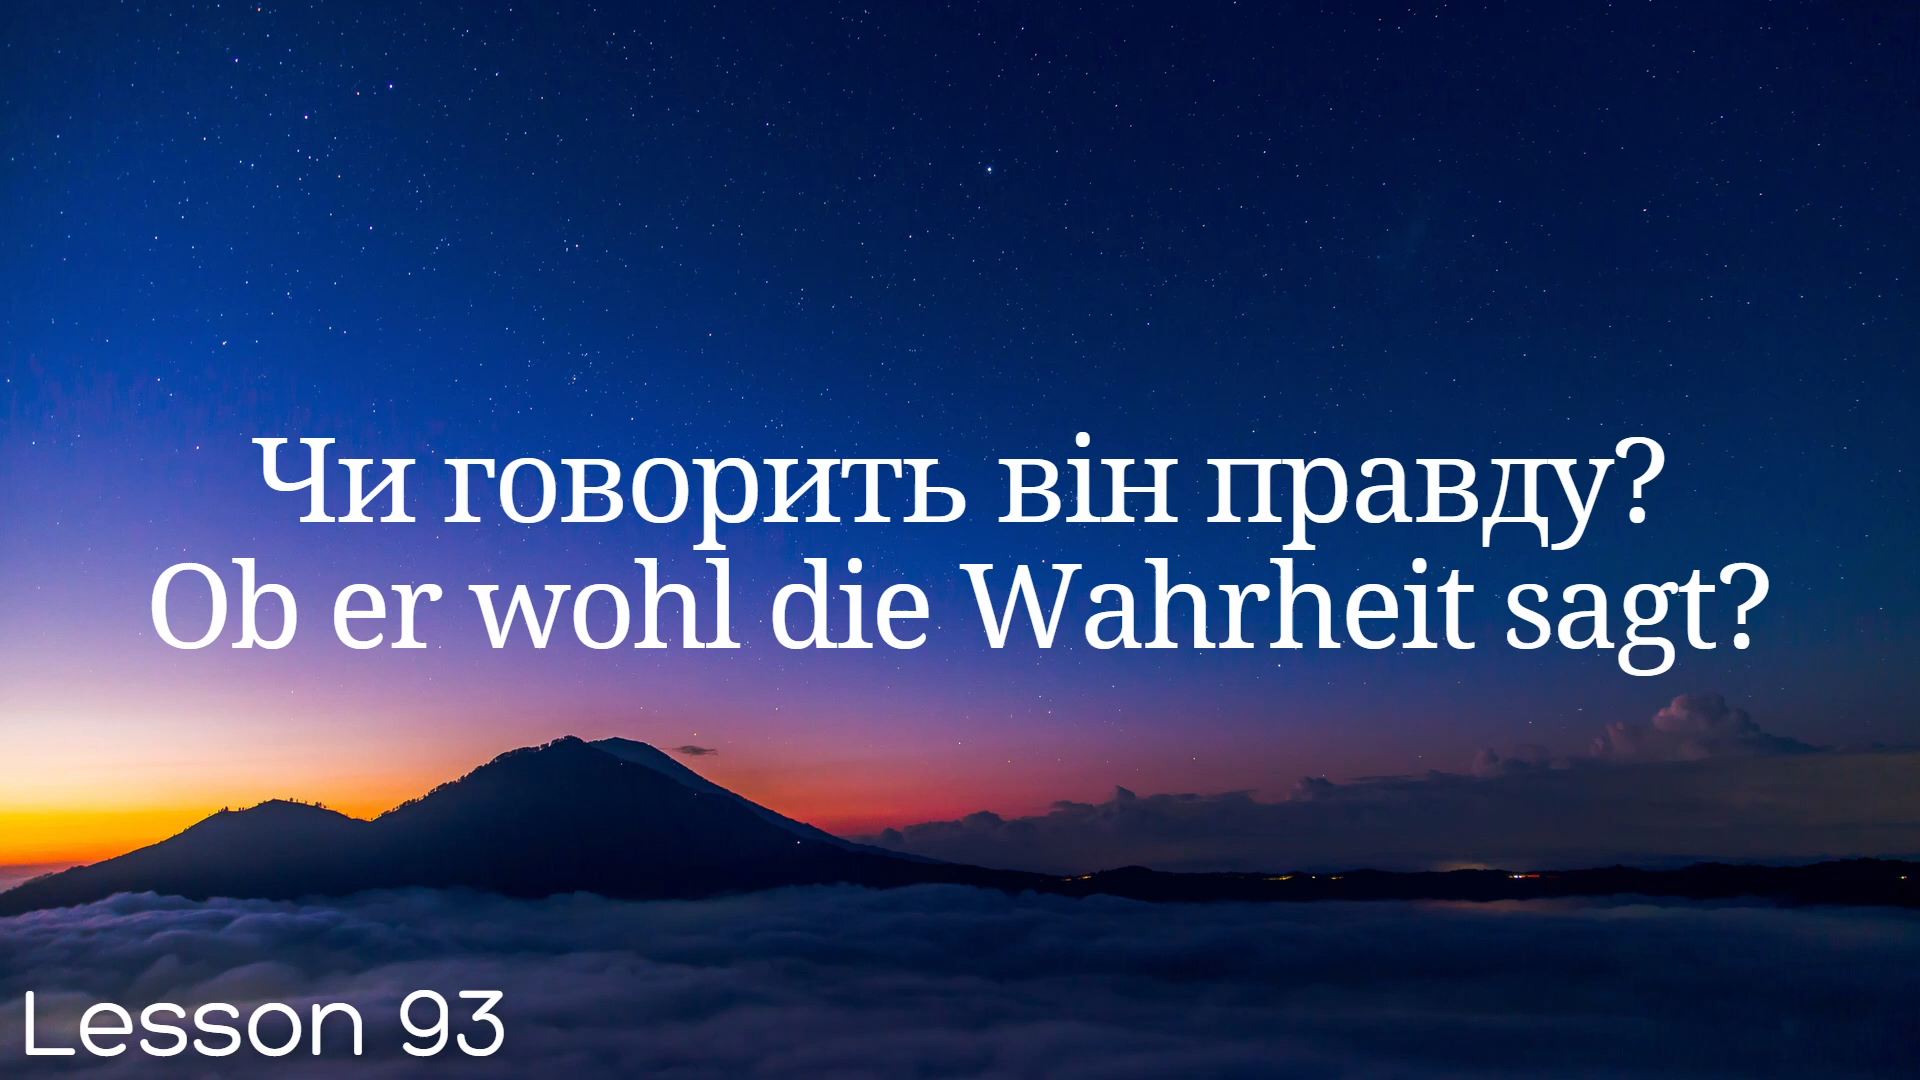 Чи говорить він правду?
Ob er wohl die Wahrheit sagt?
Lesson 93